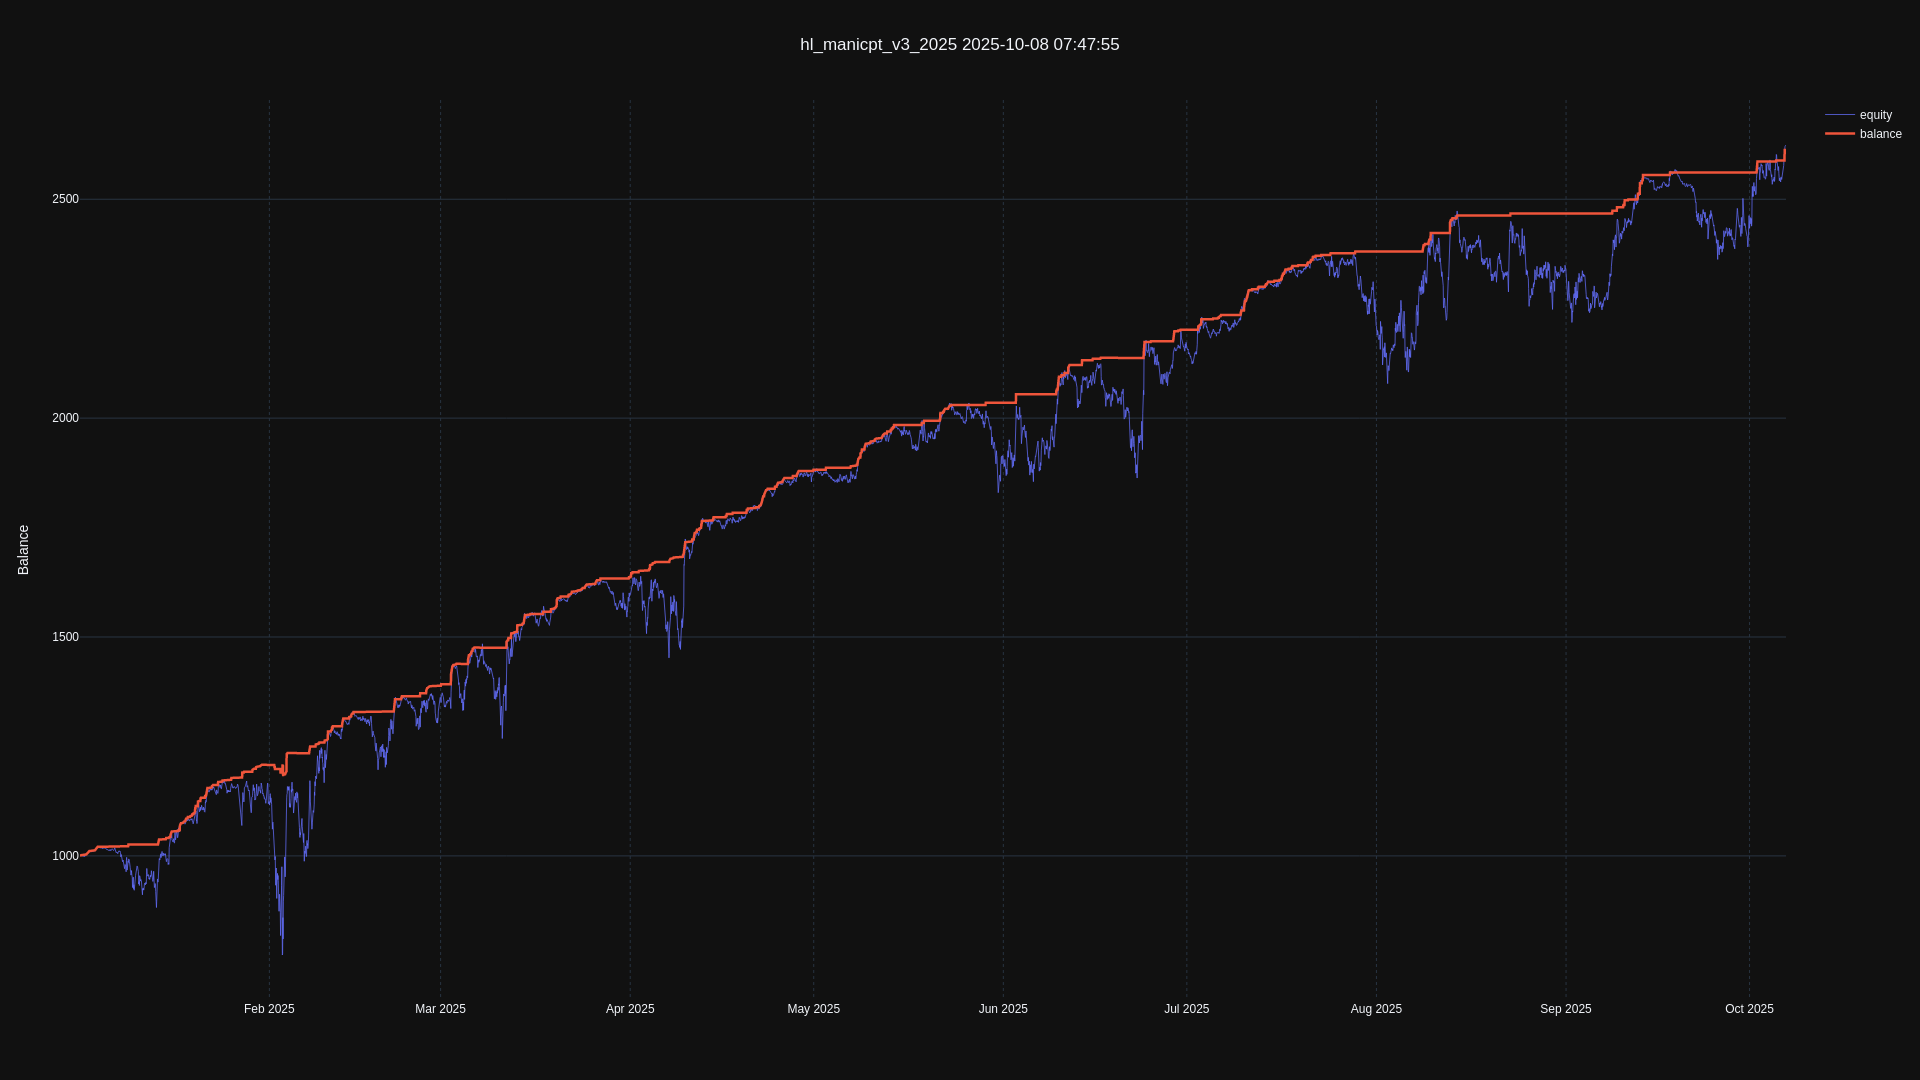 hl_manicpt_v3_2025 2025-10-08 07:47:55
equity
balance
Balance
2500
2000
1500
1000
Feb 2025
Mar 2025
Apr 2025
May 2025
Jun 2025
Jul 2025
Aug 2025
Sep 2025
Oct 2025